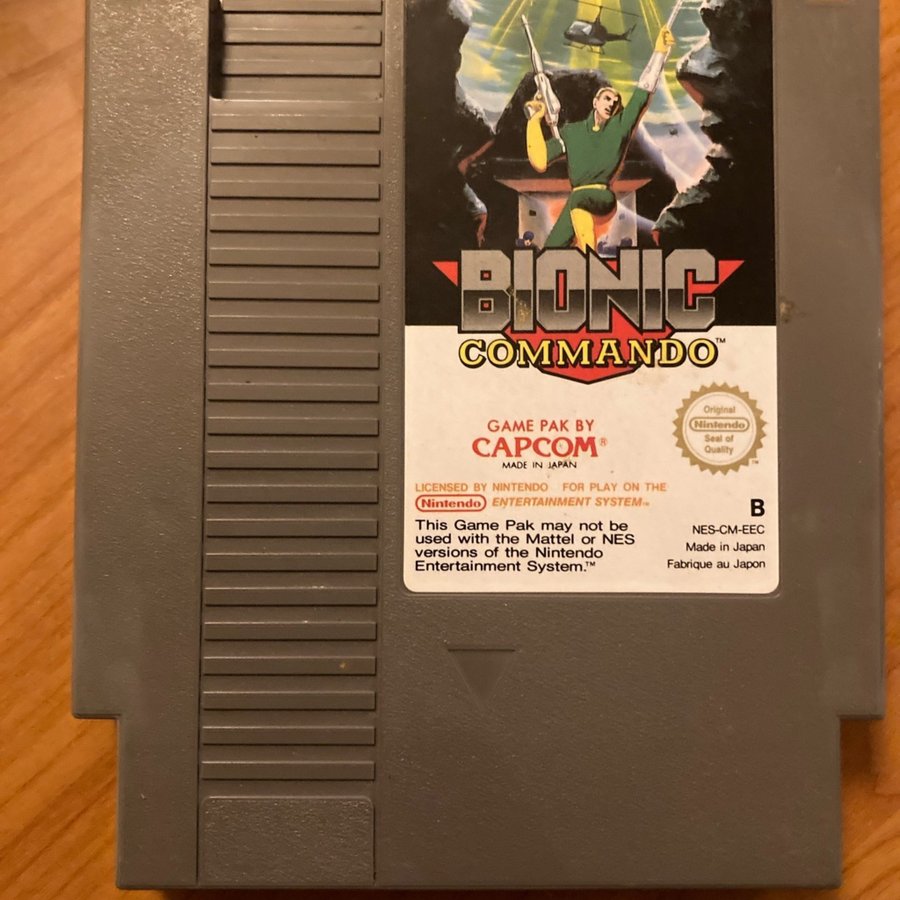 BIONIC
COMMANDO™
GAME PAK BY
CAPCOM®
MADE IN JAPAN
Original
Nintendo
Seal of
Quality
™
LICENSED BY NINTENDO FOR PLAY ON THE
Nintendo ENTERTAINMENT SYSTEM™
This Game Pak may not be
used with the Mattel or NES
versions of the Nintendo
Entertainment System.™
B
NES-CM-EEC
Made in Japan
Fabrique au Japon